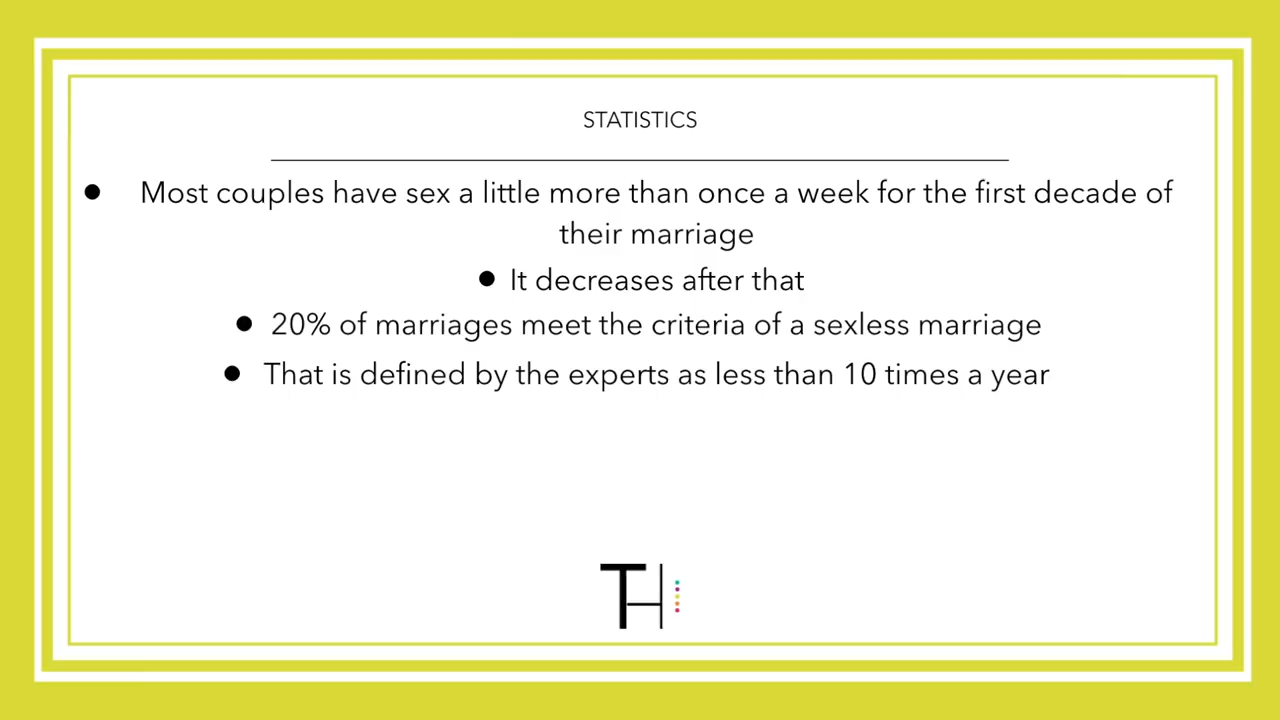 STATISTICS
● Most couples have sex a little more than once a week for the first decade of
their marriage
● It decreases after that
● 20% of marriages meet the criteria of a sexless marriage
● That is defined by the experts as less than 10 times a year
TH